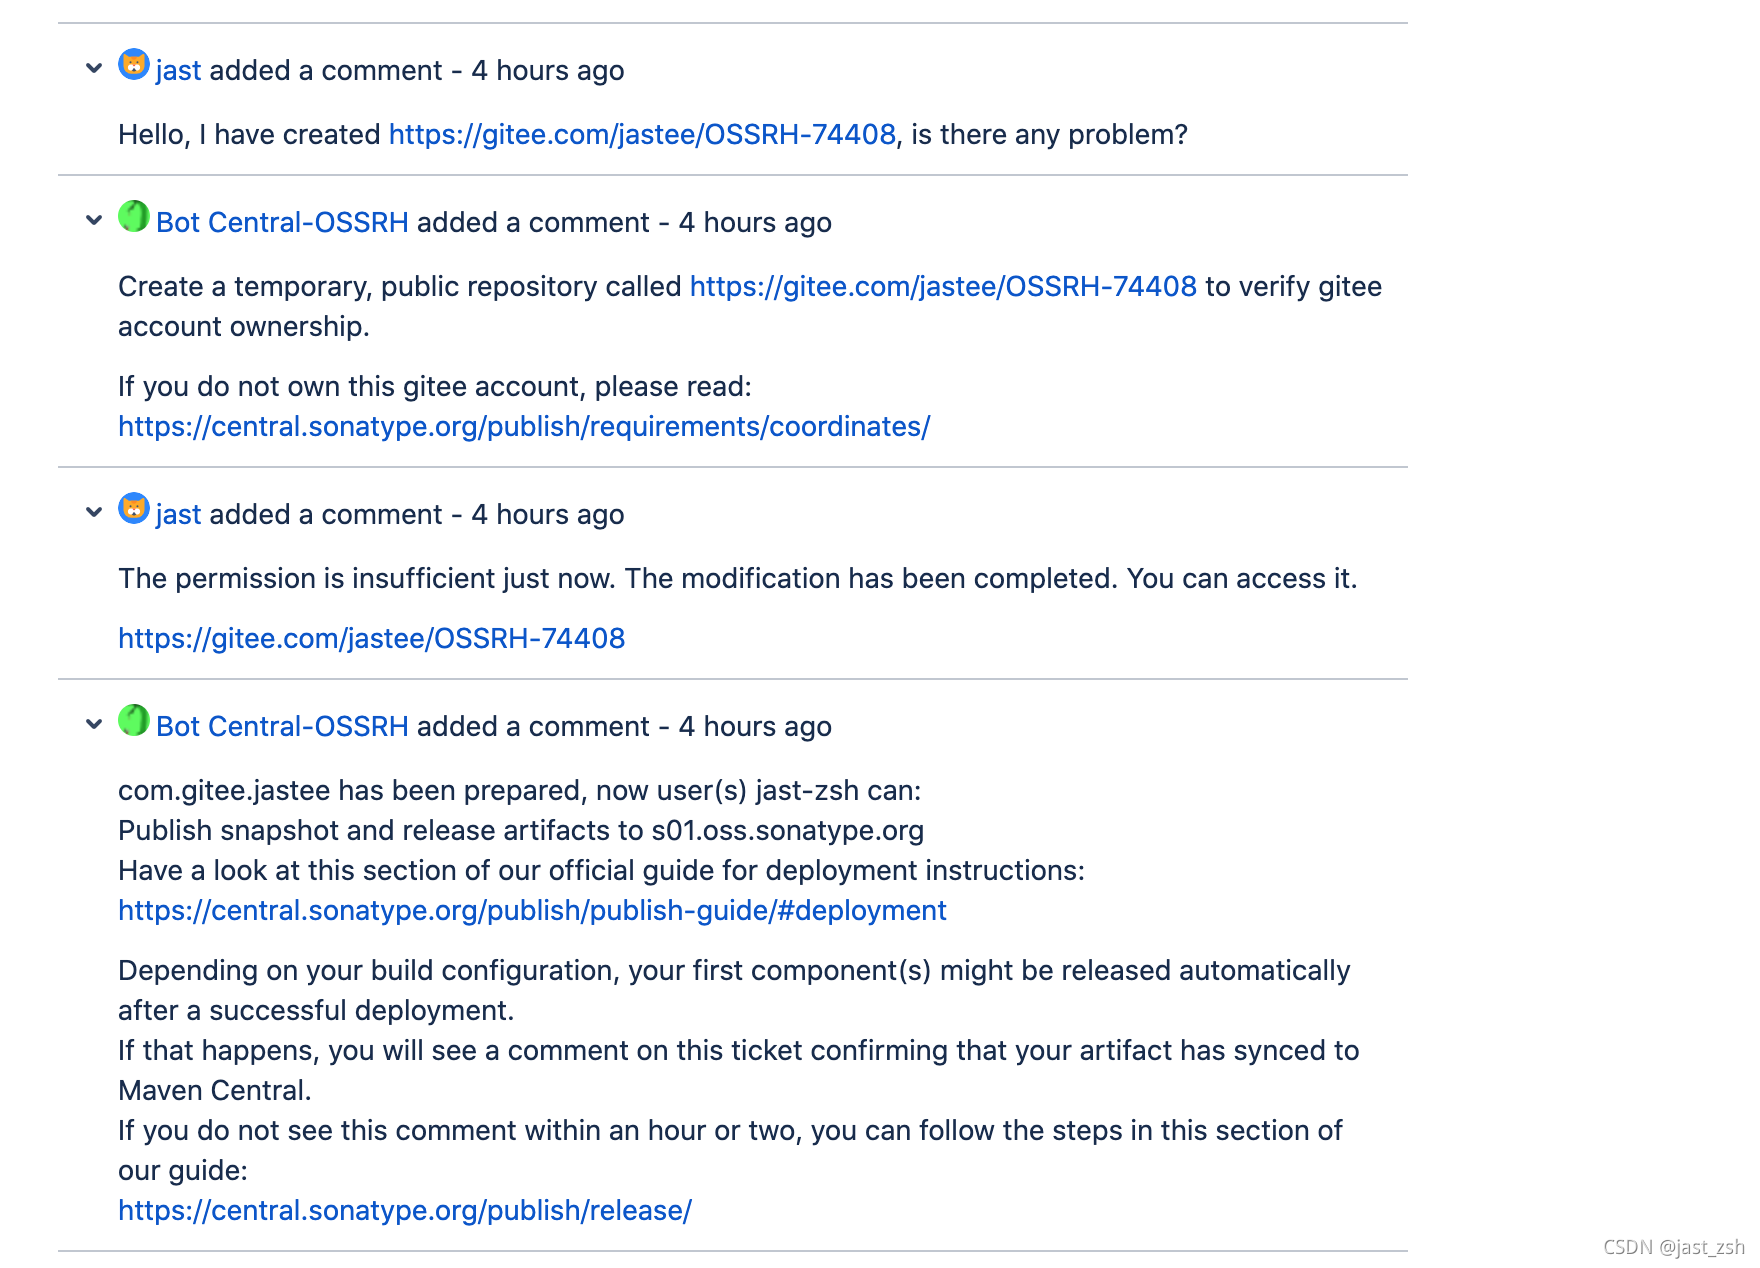 jast added a comment - 4 hours ago
Hello, I have created https://gitee.com/jastee/OSSRH-74408, is there any problem?
Bot Central-OSSRH added a comment - 4 hours ago
Create a temporary, public repository called https://gitee.com/jastee/OSSRH-74408 to verify gitee
account ownership.
If you do not own this gitee account, please read:
https://central.sonatype.org/publish/requirements/coordinates/
jast added a comment - 4 hours ago
The permission is insufficient just now. The modification has been completed. You can access it.
https://gitee.com/jastee/OSSRH-74408
Bot Central-OSSRH added a comment - 4 hours ago
com.gitee.jastee has been prepared, now user(s) jast-zsh can:
Publish snapshot and release artifacts to s01.oss.sonatype.org
Have a look at this section of our official guide for deployment instructions:
https://central.sonatype.org/publish/publish-guide/#deployment
Depending on your build configuration, your first component(s) might be released automatically
after a successful deployment.
If that happens, you will see a comment on this ticket confirming that your artifact has synced to
Maven Central.
If you do not see this comment within an hour or two, you can follow the steps in this section of
our guide:
https://central.sonatype.org/publish/release/
CSDN @jast_zsh